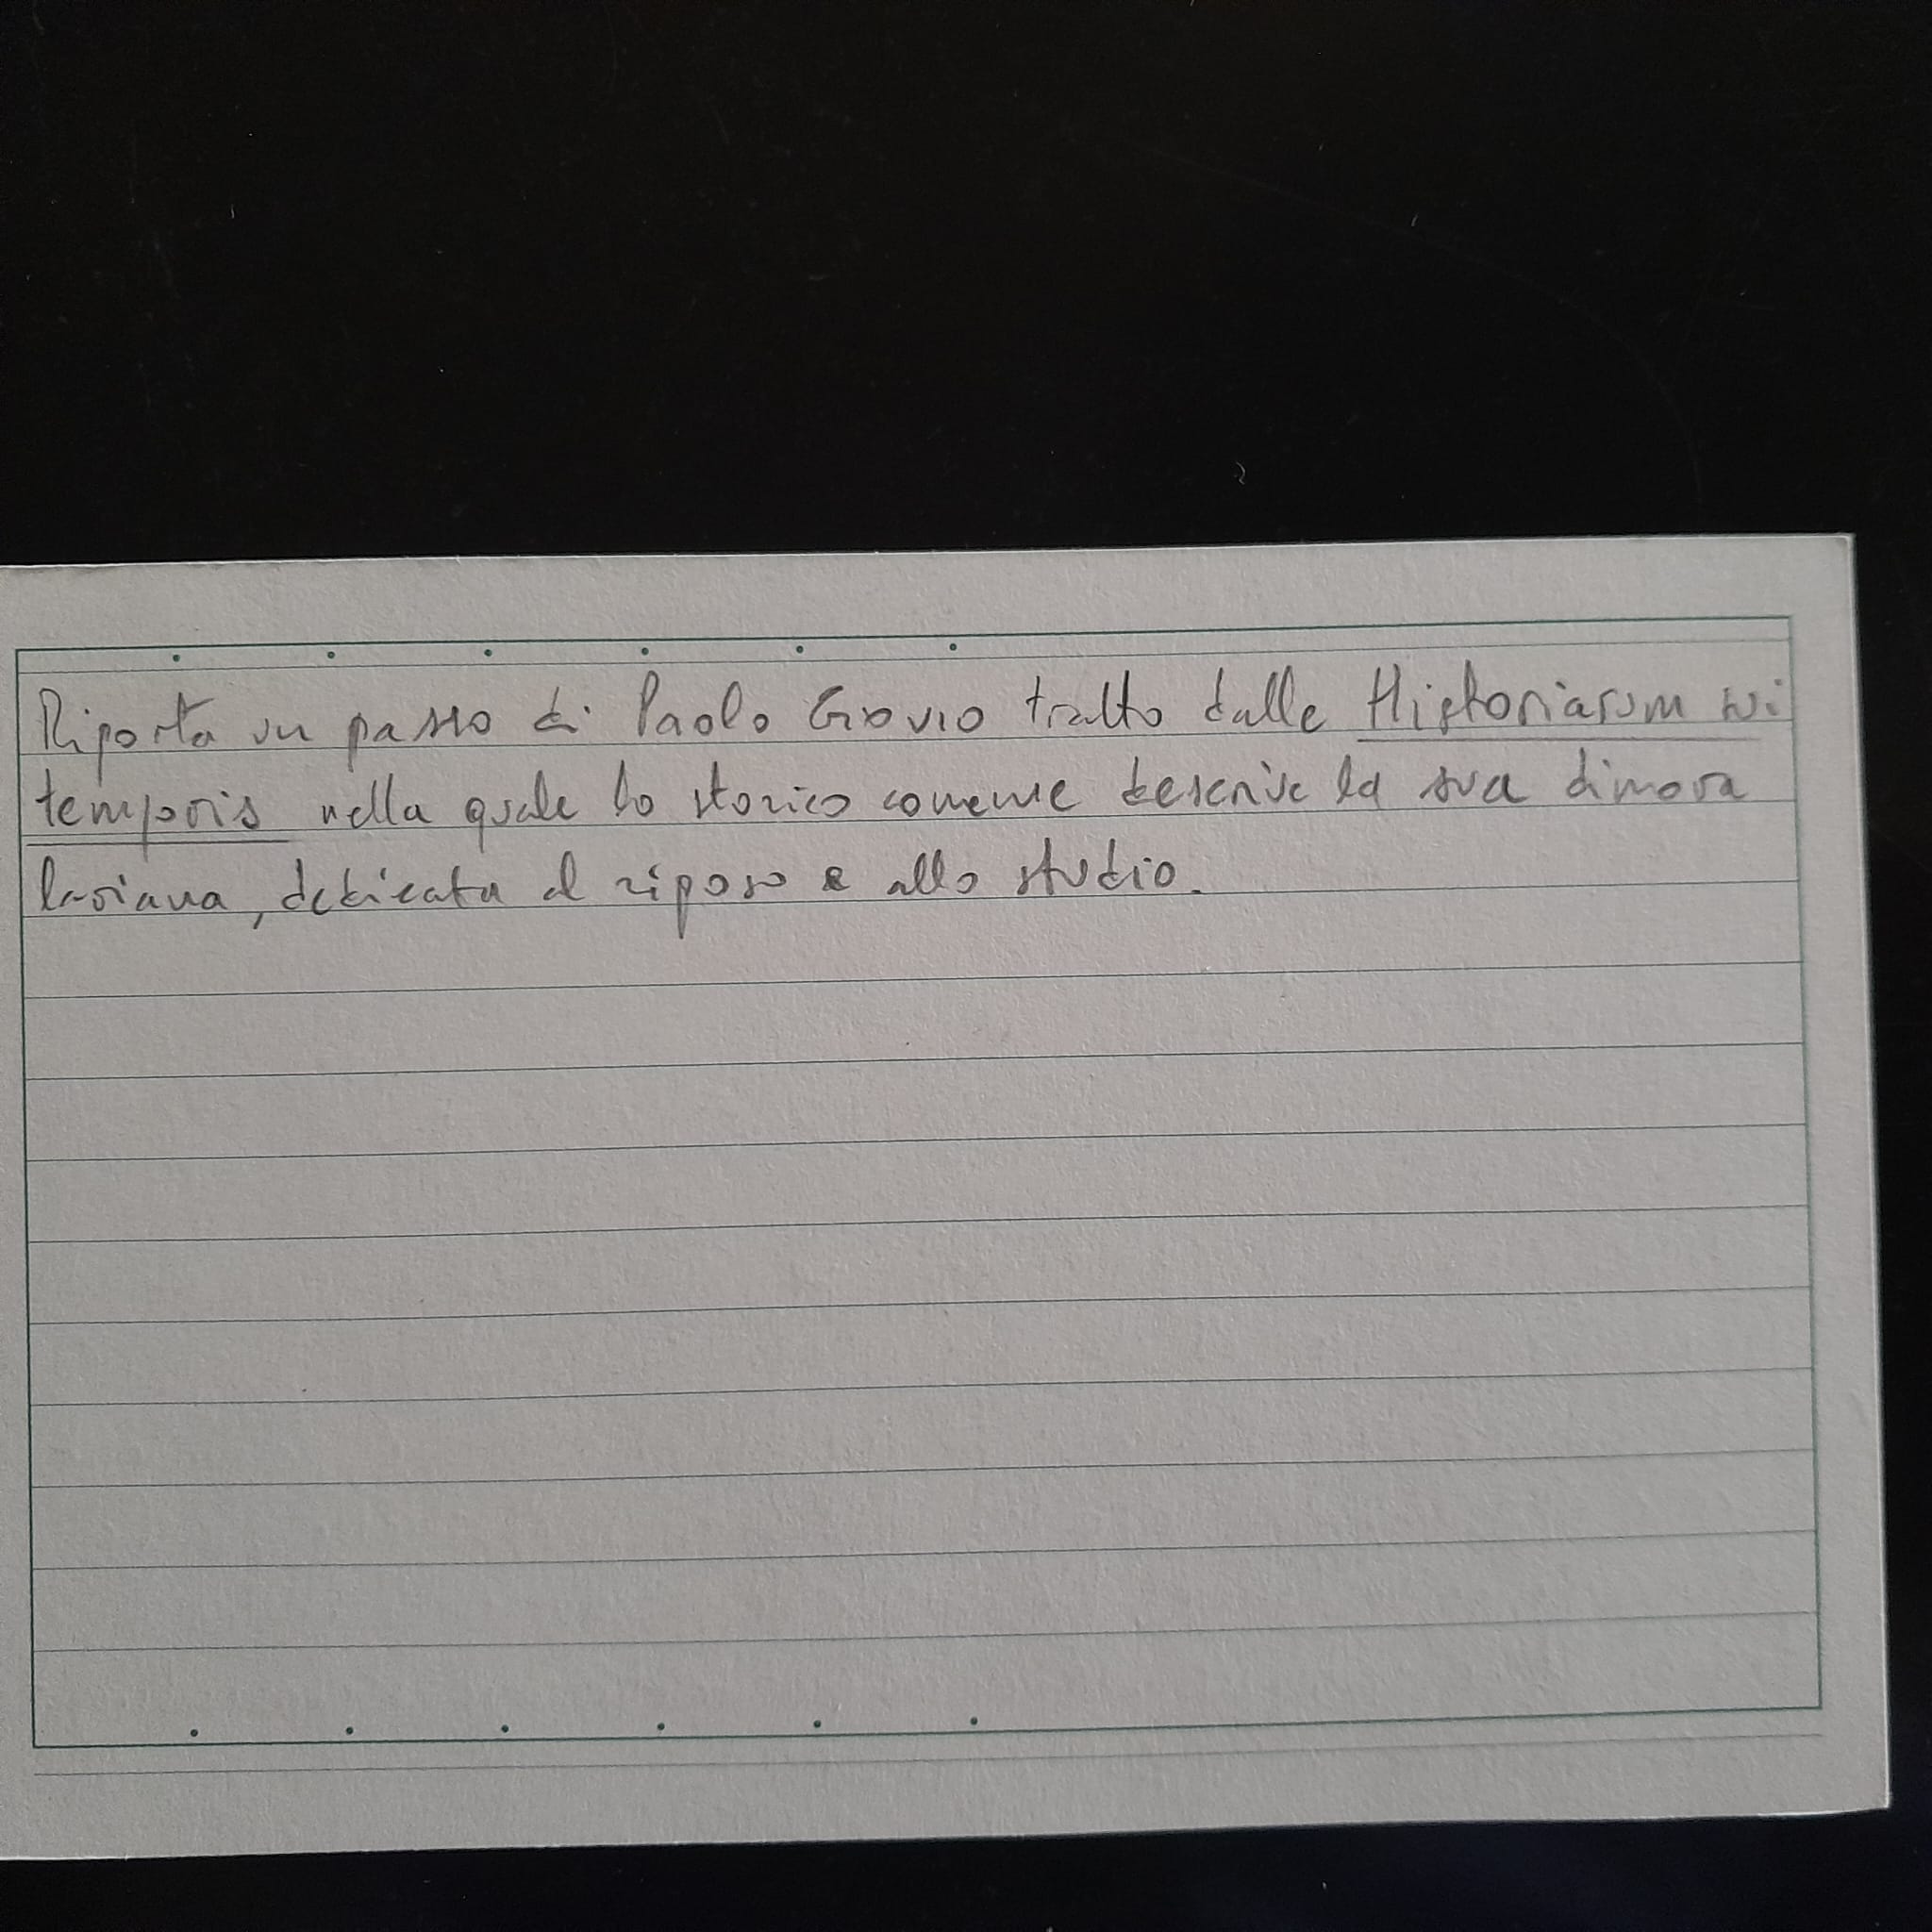 Riporta un passo di Paolo Giovio tratto dalle Historiarum sui
temporis nella quale lo storico comense descrive la sua dimora
lariana, dedicata al riposo e allo studio.